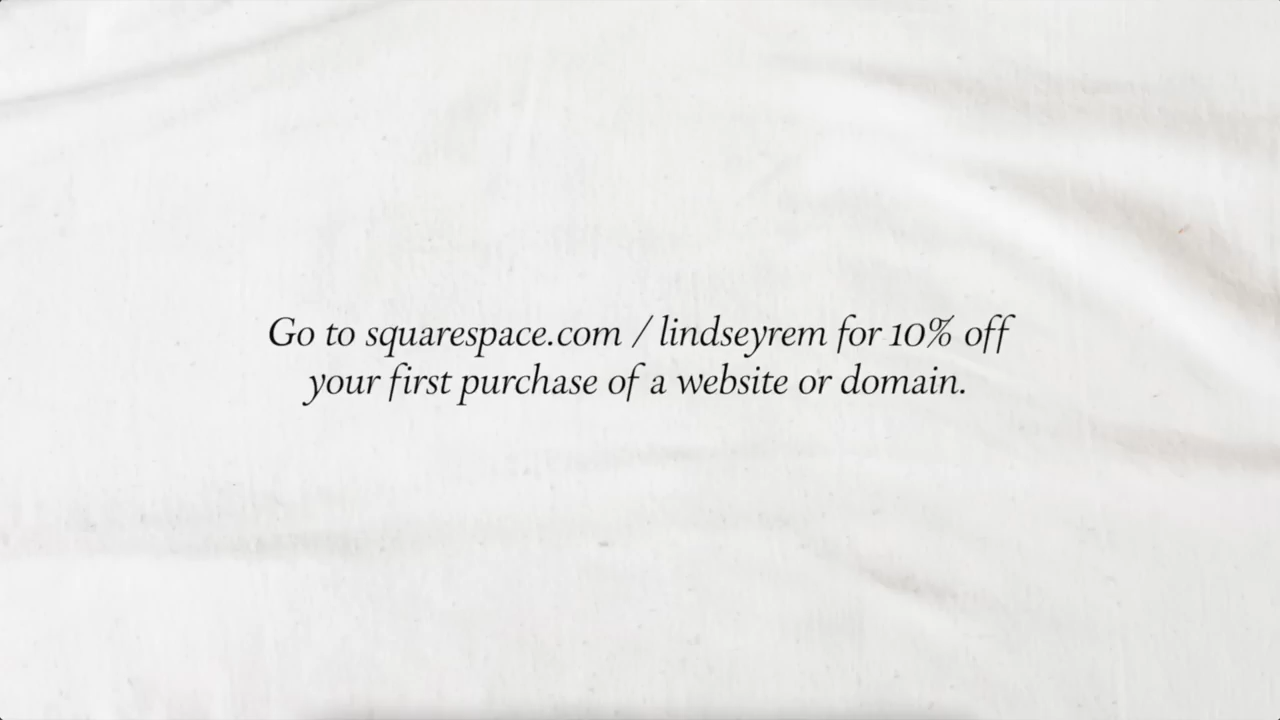 Go to squarespace.com / lindseyrem for 10% off
your first purchase of a website or domain.